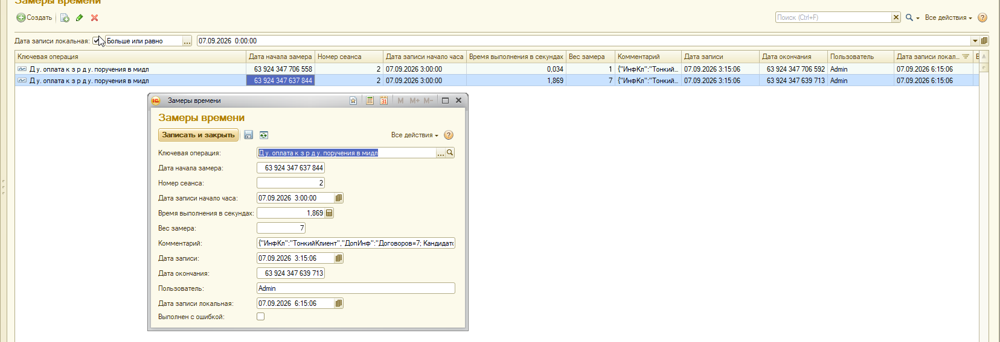 Замеры времени
Создать
Поиск (Ctrl+F)
Все действия
Дата записи локальная:
Больше или равно
...
07.09.2026 0:00:00
Ключевая операция Дата начала замера Номер сеанса Дата записи начало часа Время выполнения в секундах Вес замера Комментарий Дата записи Дата окончания Пользователь Дата записи локал...
Д у. оплата к з р д у. поручения в мидл 63 924 347 706 558 2 07.09.2026 3:00:00 0,034 1 {"ИнфКл":"Тонкий... 07.09.2026 3:15:06 63 924 347 706 592 Admin 07.09.2026 6:15:06
Д у. оплата к з р д у. поручения в мидл 63 924 347 637 844 2 07.09.2026 3:00:00 1,869 7 {"ИнфКл":"Тонкий... 07.09.2026 3:15:06 63 924 347 639 713 Admin 07.09.2026 6:15:06
1С Замеры времени 31 M M+ M-
Замеры времени
Записать и закрыть Все действия ?
Ключевая операция: Д у. оплата к з р д у. поручения в мидл ...
Дата начала замера: 63 924 347 637 844
Номер сеанса: 2
Дата записи начало часа: 07.09.2026 3:00:00
Время выполнения в секундах: 1,869
Вес замера: 7
Комментарий: {"ИнфКл":"ТонкийКлиент","ДопИнф":"Договоров=7; Кандидатс
Дата записи: 07.09.2026 3:15:06
Дата окончания: 63 924 347 639 713
Пользователь: Admin
Дата записи локальная: 07.09.2026 6:15:06
Выполнен с ошибкой: